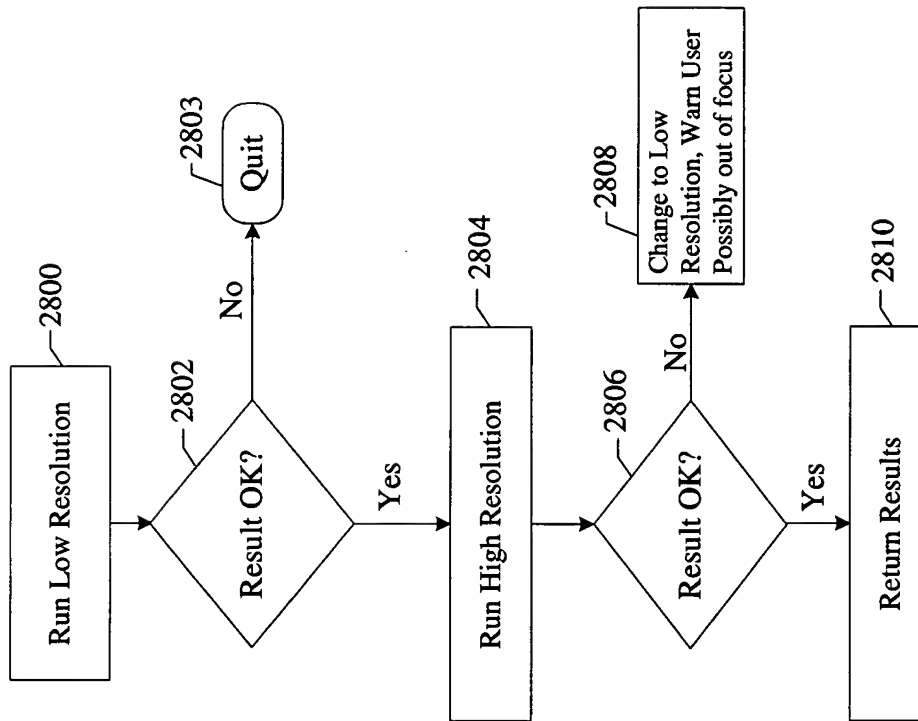 Run Low Resolution
2800
Result OK?
2802
No
Quit
2803
Yes
Run High Resolution
2804
Result OK?
2806
No
Change to Low
Resolution, Warn User
Possibly out of focus
2808
Yes
Return Results
2810